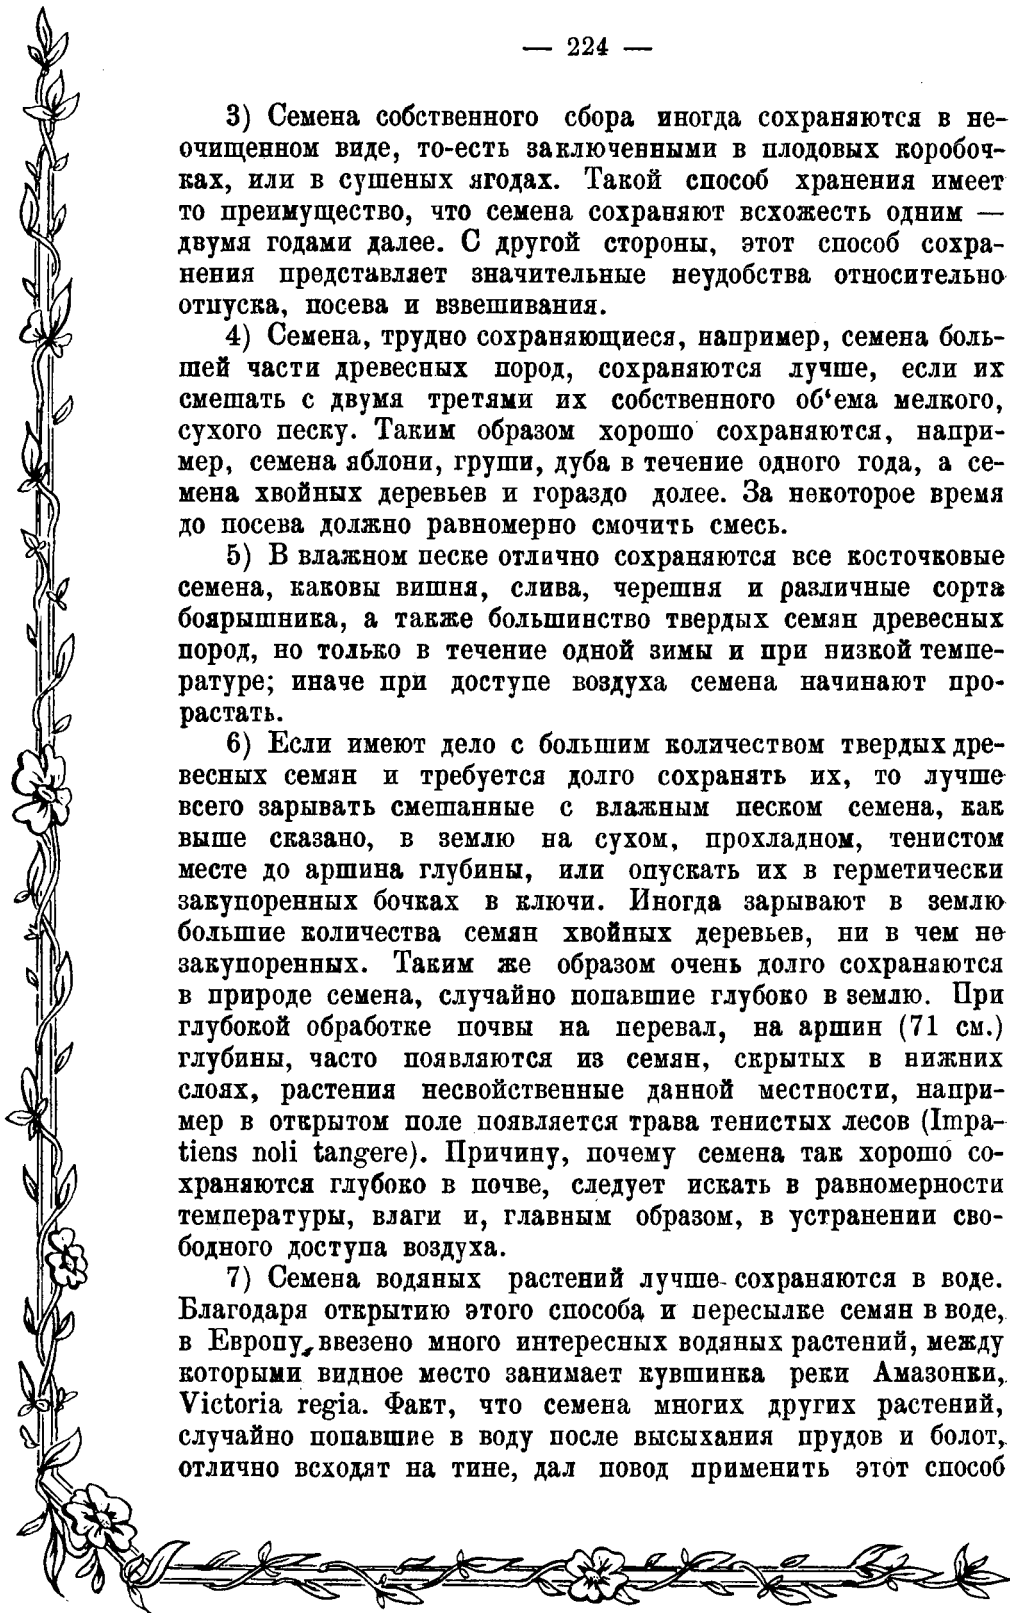 — 224 —
3) Семена собственного сбора иногда сохраняются в не-
очищенном виде, то-есть заключенными в плодовых коробоч-
ках, или в сушеных ягодах. Такой способ хранения имеет
то преимущество, что семена сохраняют всхожесть одним —
двумя годами далее. С другой стороны, этот способ сохра-
нения представляет значительные неудобства относительно
отпуска, посева и взвешивания.
4) Семена, трудно сохраняющиеся, например, семена боль-
шей части древесных пород, сохраняются лучше, если их
смешать с двумя третями их собственного об‘ема мелкого,
сухого песку. Таким образом хорошо сохраняются, напри-
мер, семена яблони, груши, дуба в течение одного года, а се-
мена хвойных деревьев и гораздо долее. За некоторое время
до посева должно равномерно смочить смесь.
5) В влажном песке отлично сохраняются все косточковые
семена, каковы вишня, слива, черешня и различные сорта
боярышника, а также большинство твердых семян древесных
пород, но только в течение одной зимы и при низкой темпе-
ратуре; иначе при доступе воздуха семена начинают про-
растать.
6) Если имеют дело с большим количеством твердых дре-
весных семян и требуется долго сохранять их, то лучше
всего зарывать смешанные с влажным песком семена, как
выше сказано, в землю на сухом, прохладном, тенистом
месте до аршина глубины, или опускать их в герметически
закупоренных бочках в ключи. Иногда зарывают в землю
большие количества семян хвойных деревьев, ни в чем не
закупоренных. Таким же образом очень долго сохраняются
в природе семена, случайно попавшие глубоко в землю. При
глубокой обработке почвы на перевал, на аршин (71 см.)
глубины, часто появляются из семян, скрытых в нижних
слоях, растения несвойственные данной местности, напри-
мер в открытом поле появляется трава тенистых лесов (Impa-
tiens noli tangere). Причину, почему семена так хорошо со-
храняются глубоко в почве, следует искать в равномерности
температуры, влаги и, главным образом, в устранении сво-
бодного доступа воздуха.
7) Семена водяных растений лучше сохраняются в воде.
Благодаря открытию этого способа и пересылке семян в воде,
в Европу ввезено много интересных водяных растений, между
которыми видное место занимает кувшинка реки Амазонки,
Victoria regia. Факт, что семена многих других растений,
случайно попавшие в воду после высыхания прудов и болот,
отлично всходят на тине, дал повод применить этот способ